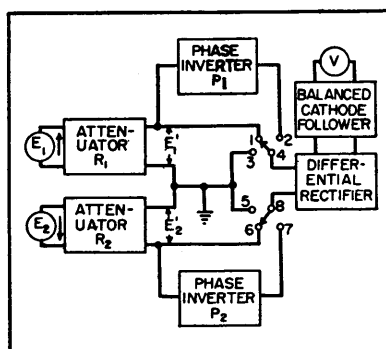 PHASE
INVERTER
P1
V
BALANCED
CATHODE
FOLLOWER
DIFFER-
ENTIAL
RECTIFIER
E1
ATTEN-
UATOR
R1
E'1
1
2
3
4
E2
ATTEN-
UATOR
R2
E'2
5
6
8
7
PHASE
INVERTER
P2